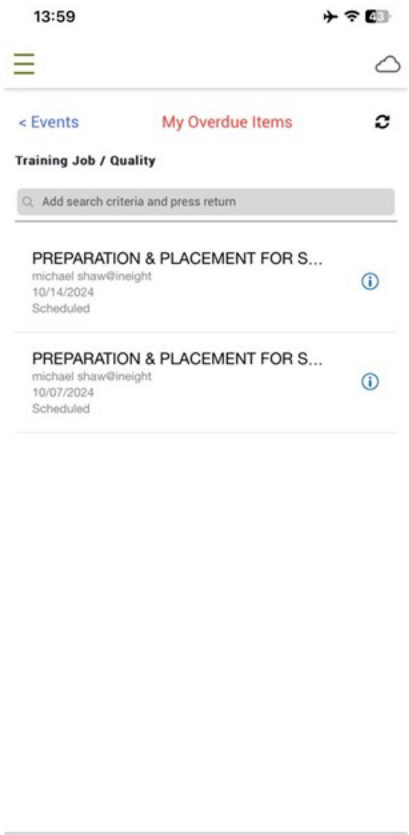 13:59
43
< Events
My Overdue Items
Training Job / Quality
Add search criteria and press return
PREPARATION & PLACEMENT FOR S...
michael shaw@ineight
10/14/2024
Scheduled
PREPARATION & PLACEMENT FOR S...
michael shaw@ineight
10/07/2024
Scheduled